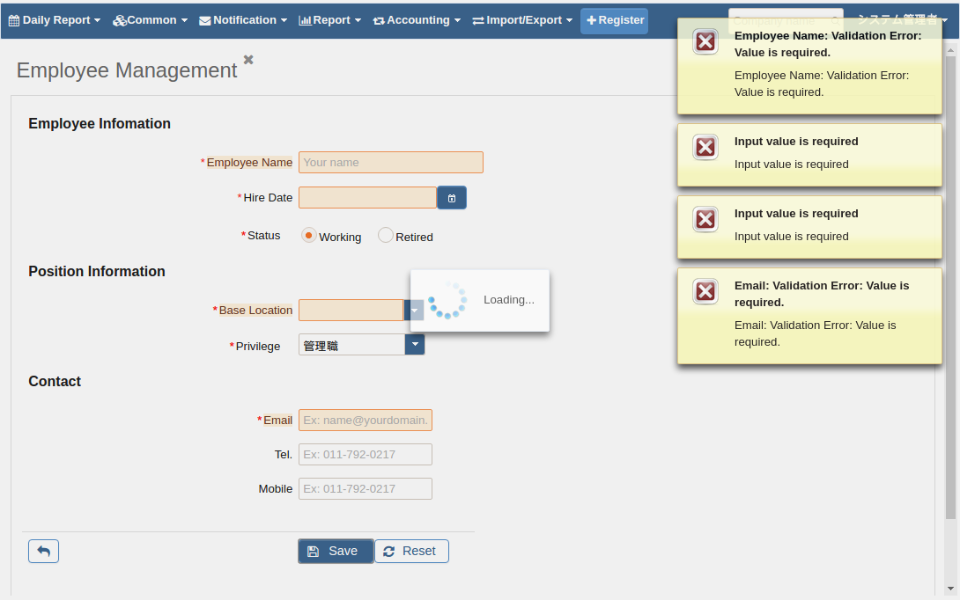 Daily Report Common Notification Report Accounting Import/Export Register システム管理者
Employee Management
Employee Infomation
*Employee Name Your name
*Hire Date
*Status Working Retired
Position Information
*Base Location
*Privilege 管理職
Contact
*Email Ex: name@yourdomain.
Tel. Ex: 011-792-0217
Mobile Ex: 011-792-0217
Save Reset
Loading...
Employee Name: Validation Error:
Value is required.
Employee Name: Validation Error:
Value is required.
Input value is required
Input value is required
Input value is required
Input value is required
Email: Validation Error: Value is
required.
Email: Validation Error: Value is
required.